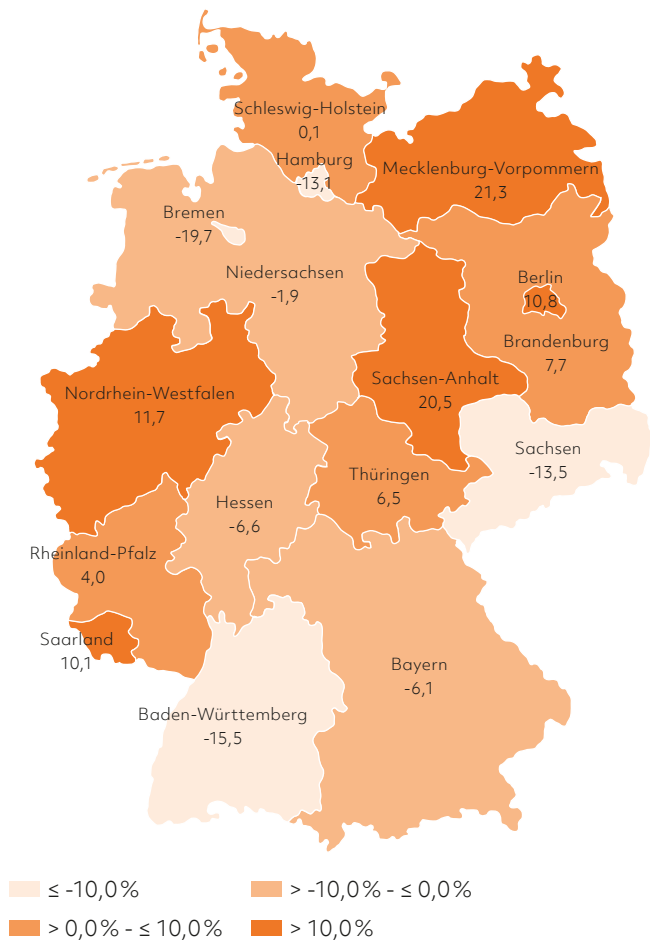 Schleswig-Holstein
0,1
Hamburg
-13,1
Mecklenburg-Vorpommern
21,3
Bremen
-19,7
Niedersachsen
-1,9
Berlin
10,8
Brandenburg
7,7
Nordrhein-Westfalen
11,7
Sachsen-Anhalt
20,5
Sachsen
-13,5
Thüringen
6,5
Hessen
-6,6
Rheinland-Pfalz
4,0
Saarland
10,1
Bayern
-6,1
Baden-Württemberg
-15,5
≤ -10,0%
> -10,0% - ≤ 0,0%
> 0,0% - ≤ 10,0%
> 10,0%